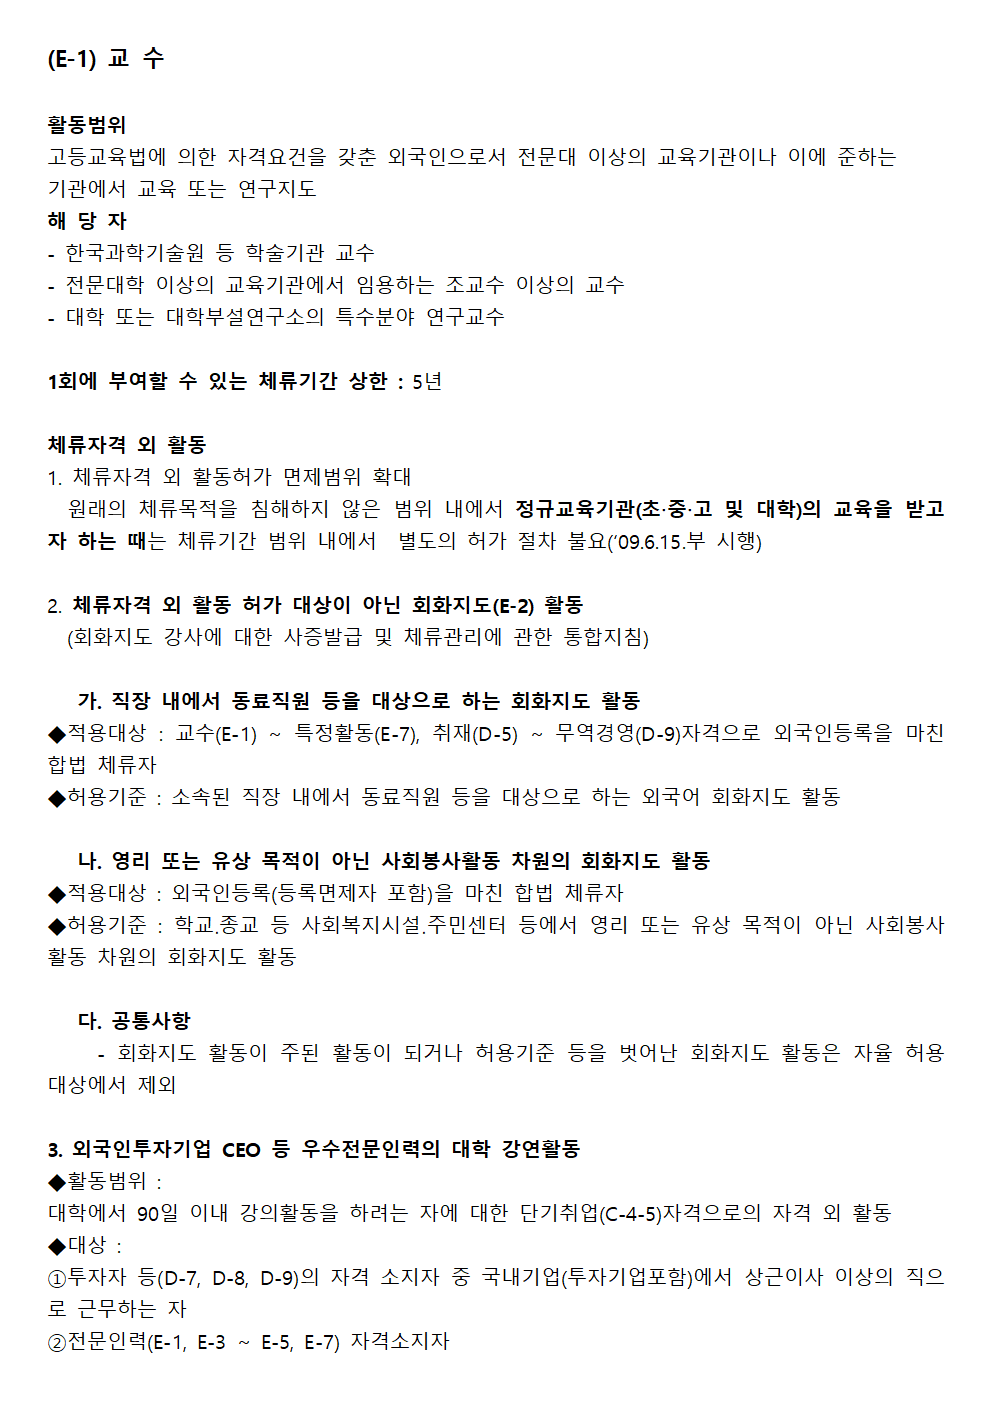 (E-1) 교 수
활동범위
고등교육법에 의한 자격요건을 갖춘 외국인으로서 전문대 이상의 교육기관이나 이에 준하는
기관에서 교육 또는 연구지도
해 당 자
- 한국과학기술원 등 학술기관 교수
- 전문대학 이상의 교육기관에서 임용하는 조교수 이상의 교수
- 대학 또는 대학부설연구소의 특수분야 연구교수
1회에 부여할 수 있는 체류기간 상한 : 5년
체류자격 외 활동
1. 체류자격 외 활동허가 면제범위 확대
원래의 체류목적을 침해하지 않은 범위 내에서 정규교육기관(초·중·고 및 대학)의 교육을 받고
자 하는 때는 체류기간 범위 내에서 별도의 허가 절차 불요(’09.6.15.부 시행)
2. 체류자격 외 활동 허가 대상이 아닌 회화지도(E-2) 활동
(회화지도 강사에 대한 사증발급 및 체류관리에 관한 통합지침)
가. 직장 내에서 동료직원 등을 대상으로 하는 회화지도 활동
◆적용대상 : 교수(E-1) ~ 특정활동(E-7), 취재(D-5) ~ 무역경영(D-9)자격으로 외국인등록을 마친
합법 체류자
◆허용기준 : 소속된 직장 내에서 동료직원 등을 대상으로 하는 외국어 회화지도 활동
나. 영리 또는 유상 목적이 아닌 사회봉사활동 차원의 회화지도 활동
◆적용대상 : 외국인등록(등록면제자 포함)을 마친 합법 체류자
◆허용기준 : 학교.종교 등 사회복지시설.주민센터 등에서 영리 또는 유상 목적이 아닌 사회봉사
활동 차원의 회화지도 활동
다. 공통사항
- 회화지도 활동이 주된 활동이 되거나 허용기준 등을 벗어난 회화지도 활동은 자율 허용
대상에서 제외
3. 외국인투자기업 CEO 등 우수전문인력의 대학 강연활동
◆활동범위 :
대학에서 90일 이내 강의활동을 하려는 자에 대한 단기취업(C-4-5)자격으로의 자격 외 활동
◆대상 :
①투자자 등(D-7, D-8, D-9)의 자격 소지자 중 국내기업(투자기업포함)에서 상근이사 이상의 직으
로 근무하는 자
②전문인력(E-1, E-3 ~ E-5, E-7) 자격소지자